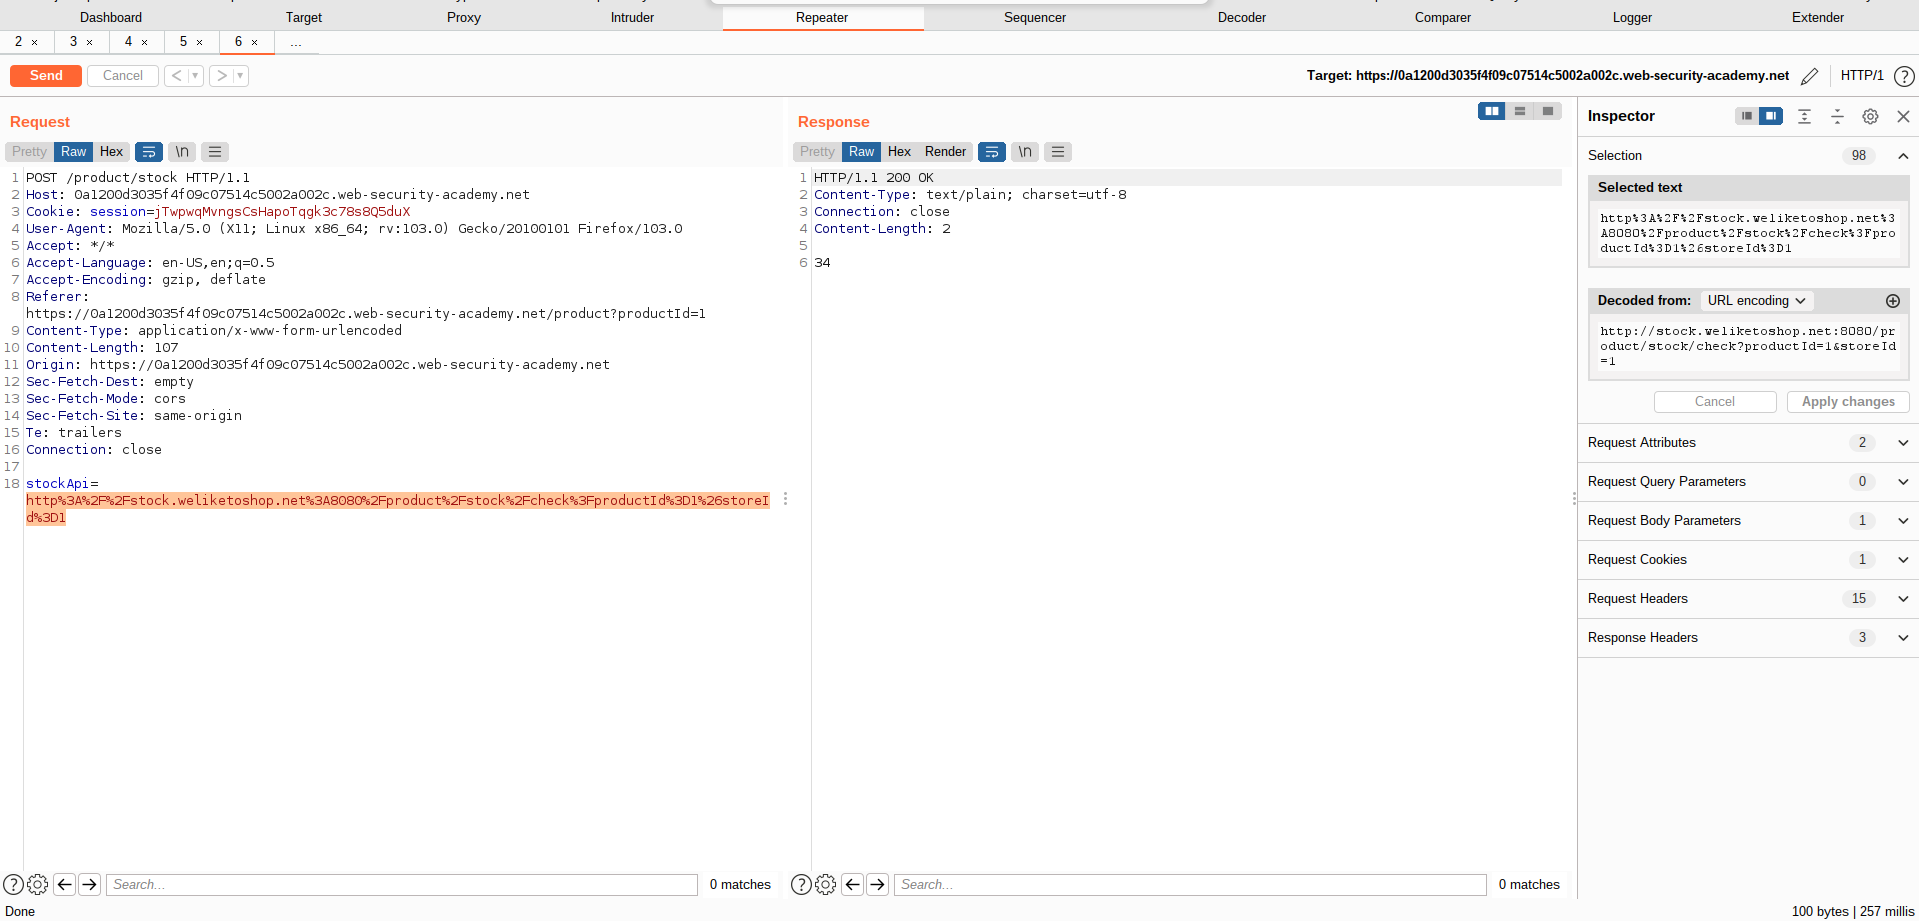 Dashboard Target Proxy Intruder Repeater Sequencer Decoder Comparer Logger Extender
2 × 3 × 4 × 5 × 6 × ...
Send Cancel < > Target: https://0a1200d3035f4f09c07514c5002a002c.web-security-academy.net HTTP/1 ?
Request
Pretty Raw Hex \n
1 POST /product/stock HTTP/1.1
2 Host: 0a1200d3035f4f09c07514c5002a002c.web-security-academy.net
3 Cookie: session=jTwpwqMvngsCsHapoTqgk3c78s8Q5duX
4 User-Agent: Mozilla/5.0 (X11; Linux x86_64; rv:103.0) Gecko/20100101 Firefox/103.0
5 Accept: */*
6 Accept-Language: en-US,en;q=0.5
7 Accept-Encoding: gzip, deflate
8 Referer:
https://0a1200d3035f4f09c07514c5002a002c.web-security-academy.net/product?productId=1
9 Content-Type: application/x-www-form-urlencoded
10 Content-Length: 107
11 Origin: https://0a1200d3035f4f09c07514c5002a002c.web-security-academy.net
12 Sec-Fetch-Dest: empty
13 Sec-Fetch-Mode: cors
14 Sec-Fetch-Site: same-origin
15 Te: trailers
16 Connection: close
17
18 stockApi=
http%3A%2F%2Fstock.weliketoshop.net%3A8080%2Fproduct%2Fstock%2Fcheck%3FproductId%3D1%26storeI
d%3D1
? Search... 0 matches
Response
Pretty Raw Hex Render \n
1 HTTP/1.1 200 OK
2 Content-Type: text/plain; charset=utf-8
3 Connection: close
4 Content-Length: 2
5
6 34
? Search... 0 matches
Inspector
Selection 98
Selected text
http%3A%2F%2Fstock.weliketoshop.net%3
A8080%2Fproduct%2Fstock%2Fcheck%3Fpro
ductId%3D1%26storeId%3D1
Decoded from: URL encoding
http://stock.weliketoshop.net:8080/pr
oduct/stock/check?productId=1&storeId
=1
Cancel Apply changes
Request Attributes 2
Request Query Parameters 0
Request Body Parameters 1
Request Cookies 1
Request Headers 15
Response Headers 3
Done 100 bytes | 257 millis